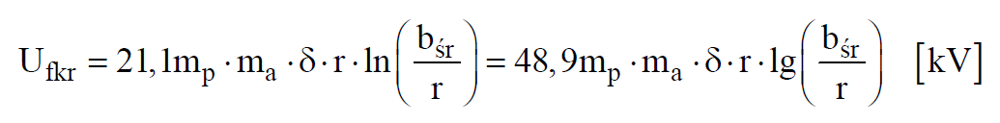 U_fkr = 21,1m_p · m_a · δ · r · ln(b_śr / r) = 48,9m_p · m_a · δ · r · lg(b_śr / r) [kV]